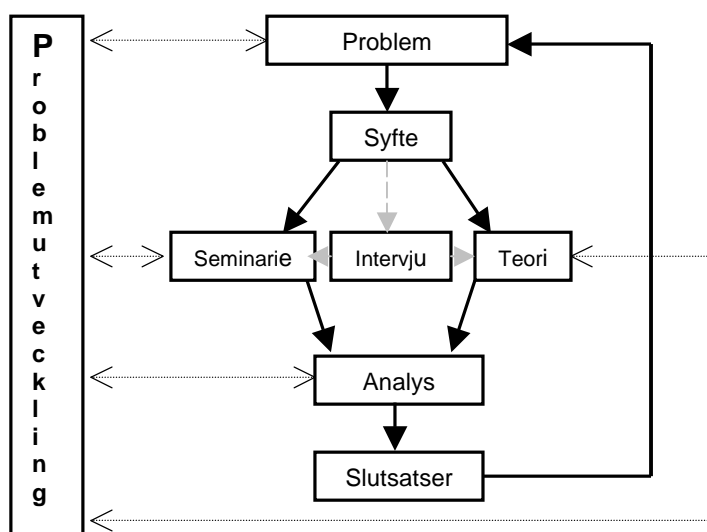 Problemutveckling
Problem
Syfte
Seminarie
Intervju
Teori
Analys
Slutsatser